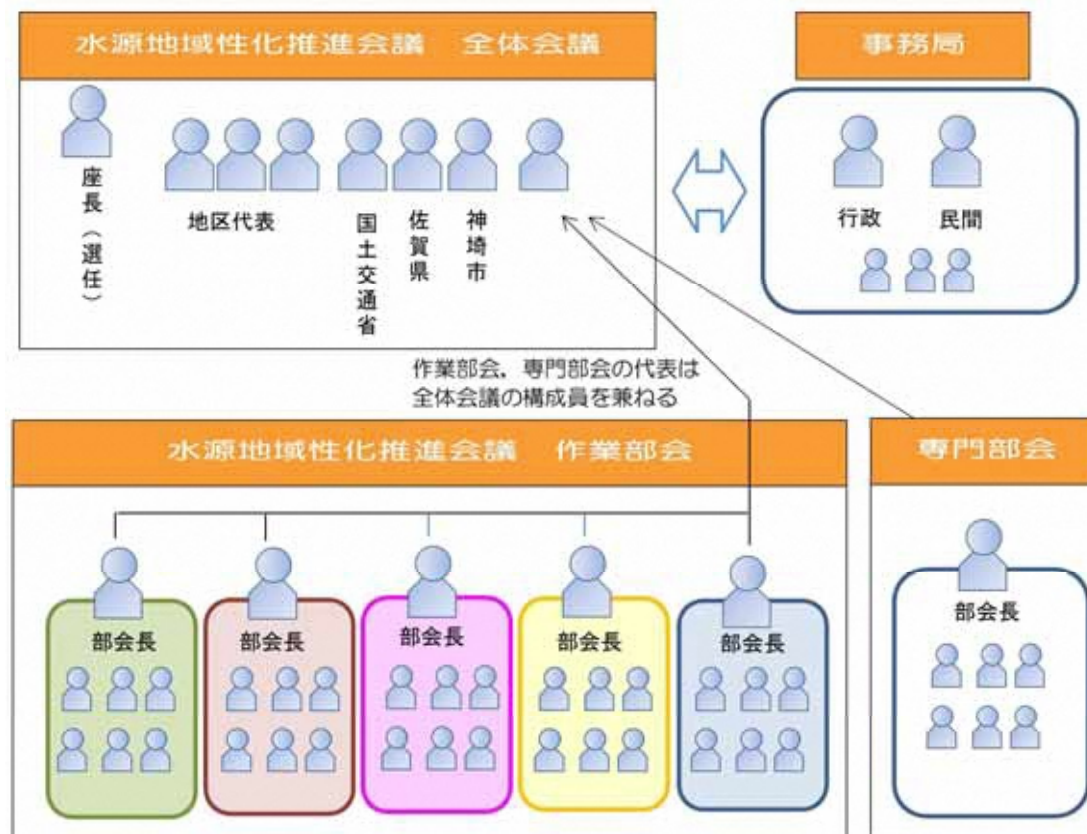 水源地域性化推進会議　全体会議
事務局
座長（選任）
地区代表
国土交通省
佐賀県
神埼市
行政
民間
作業部会，専門部会の代表は
全体会議の構成員を兼ねる
水源地域性化推進会議　作業部会
専門部会
部会長
部会長
部会長
部会長
部会長
部会長